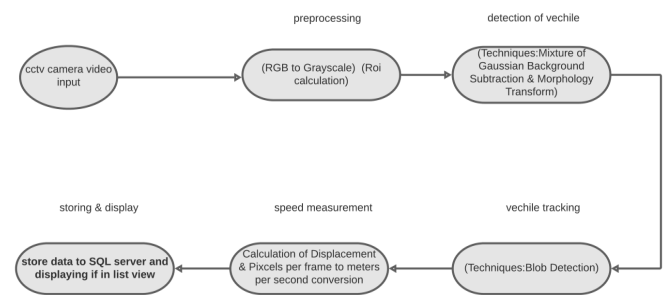 preprocessing
detection of vechile
cctv camera video
input
(RGB to Grayscale) (Roi
calculation)
(Techniques:Mixture of
Gaussian Background
Subtraction & Morphology
Transform)
storing & display
speed measurement
vechile tracking
store data to SQL server and
displaying if in list view
Calculation of Displacement
& Pixcels per frame to meters
per second conversion
(Techniques:Blob Detection)